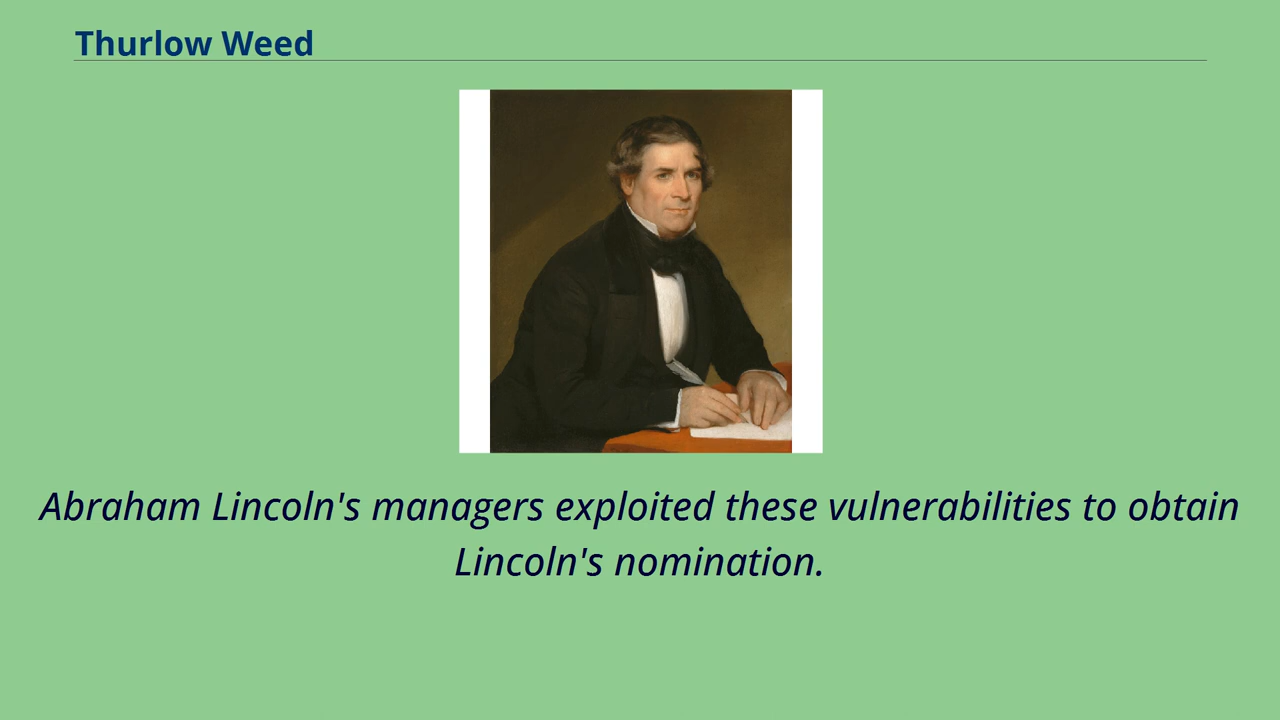 Thurlow Weed
Abraham Lincoln's managers exploited these vulnerabilities to obtain
Lincoln's nomination.